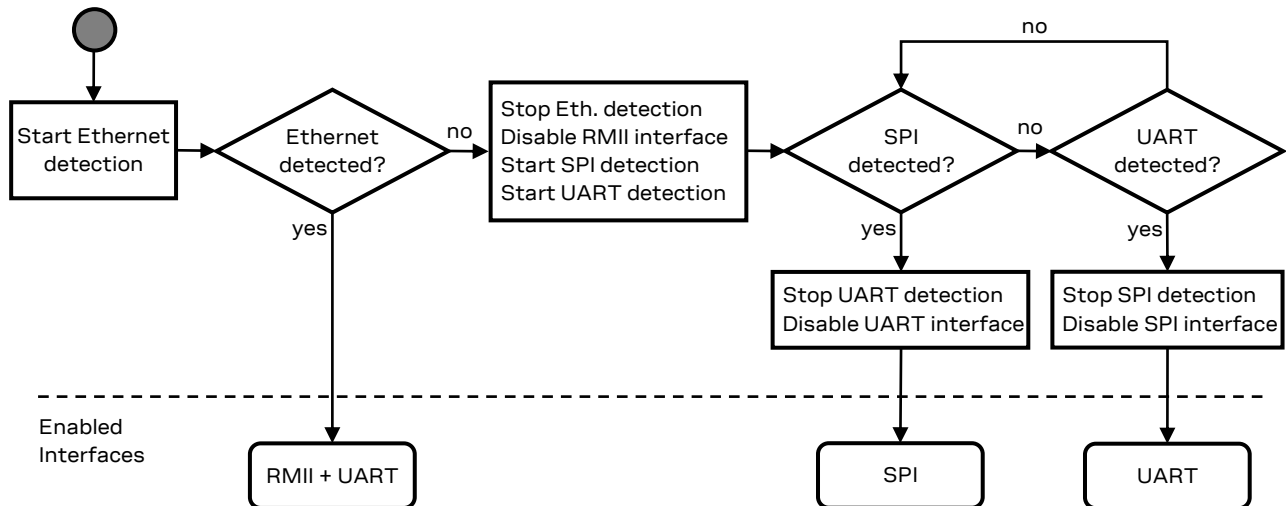 no
Start Ethernet
detection
Ethernet
detected?
no
Stop Eth. detection
Disable RMII interface
Start SPI detection
Start UART detection
SPI
detected?
no
UART
detected?
yes
yes
yes
Stop UART detection
Disable UART interface
Stop SPI detection
Disable SPI interface
Enabled
Interfaces
RMII + UART
SPI
UART